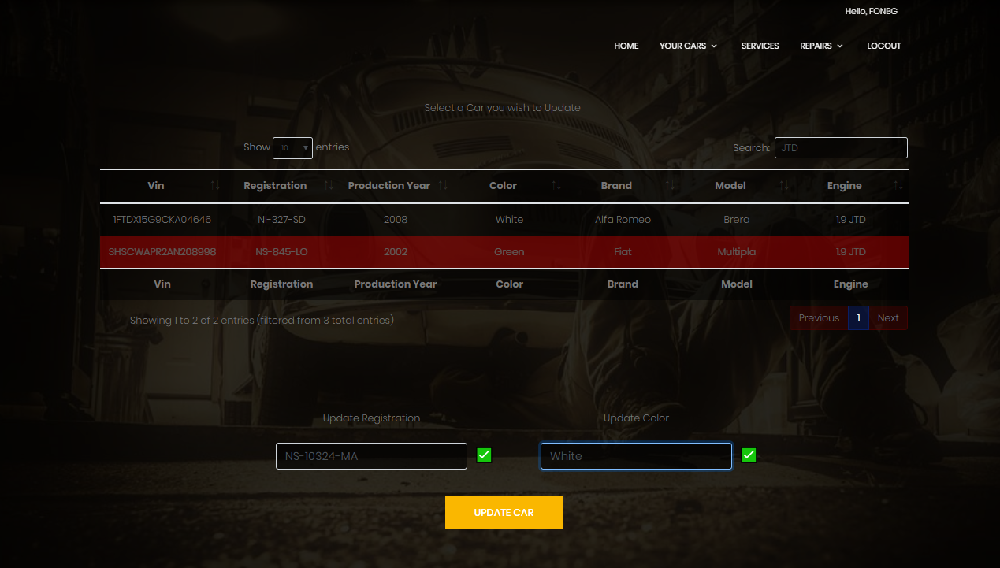 Hello, FONBG
HOME YOUR CARS SERVICES REPAIRS LOGOUT
Select a Car you wish to Update
Show 10 entries Search: JTD
Vin Registration Production Year Color Brand Model Engine
1FTDX15G9CKA04646 NI-327-SD 2008 White Alfa Romeo Brera 1.9 JTD
3HSCWAPR2AN208998 NS-845-LO 2002 Green Fiat Multipla 1.9 JTD
Vin Registration Production Year Color Brand Model Engine
Showing 1 to 2 of 2 entries (filtered from 3 total entries) Previous 1 Next
Update Registration Update Color
NS-10324-MA White
UPDATE CAR